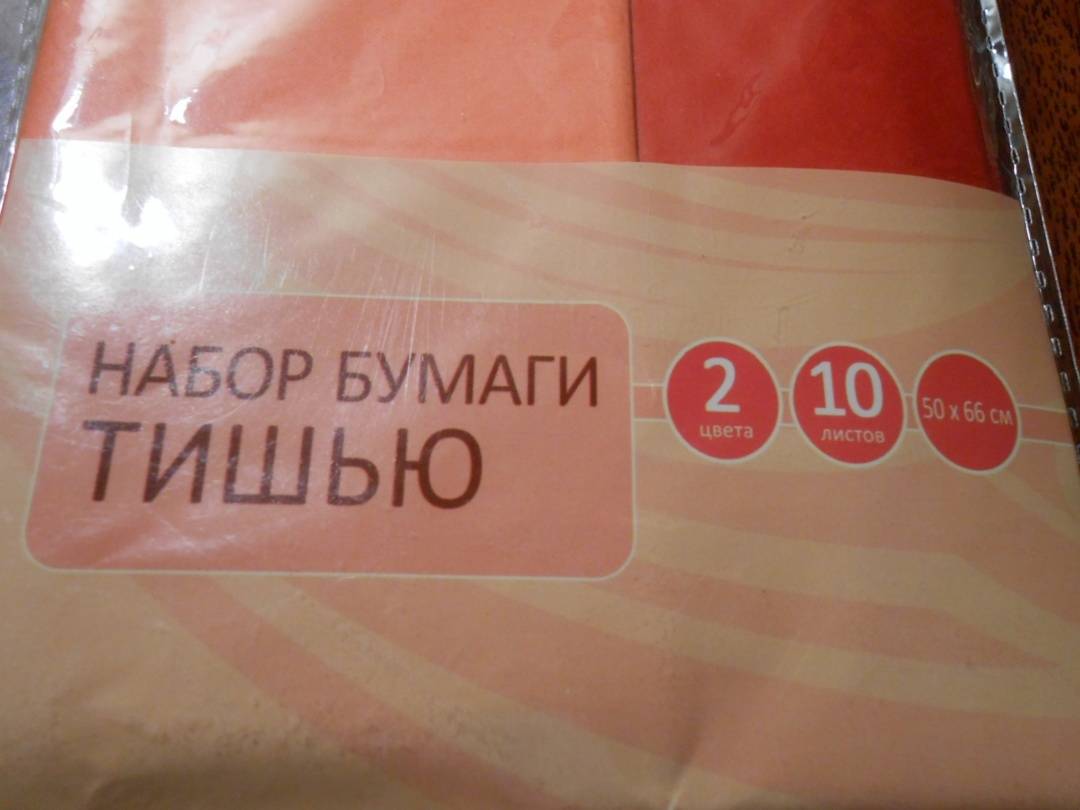 НАБОР БУМАГИ
ТИШЬЮ
2
цвета
10
листов
50 х 66 см